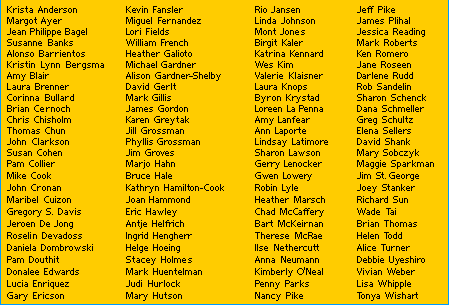 Krista Anderson
Margot Ayer
Jean Philippe Bagel
Susanne Banks
Alonso Barrientos
Kristin Lynn Bergsma
Amy Blair
Laura Brenner
Corinna Bullard
Brian Cernoch
Chris Chisholm
Thomas Chun
John Clarkson
Susan Cohen
Pam Collier
Mike Cook
John Cronan
Maribel Cuizon
Gregory S. Davis
Jeroen De Jong
Roselin Devadoss
Daniela Dombrowski
Pam Douthit
Donalee Edwards
Lucia Enriquez
Gary Ericson
Kevin Fansler
Miguel Fernandez
Lori Fields
William French
Heather Galioto
Michael Gardner
Alison Gardner-Shelby
David Gerlt
Mark Gillis
James Gordon
Karen Greytak
Jill Grossman
Phyllis Grossman
Jim Groves
Marjo Hahn
Bruce Hale
Kathryn Hamilton-Cook
Joan Hammond
Eric Hawley
Antje Helfrich
Ingrid Hengherr
Helge Hoeing
Stacey Holmes
Mark Huentelman
Judi Hurlock
Mary Hutson
Rio Jansen
Linda Johnson
Mont Jones
Birgit Kaler
Katrina Kennard
Wes Kim
Valerie Klaisner
Laura Knops
Byron Krystad
Loreen La Penna
Amy Lanfear
Ann Laporte
Lindsay Latimore
Sharon Lawson
Gerry Lenocker
Gwen Lowery
Robin Lyle
Heather Marsch
Chad McCaffery
Bart McKeirnan
Therese McRae
Ilse Nethercutt
Anna Neumann
Kimberly O'Neal
Penny Parks
Nancy Pike
Jeff Pike
James Plihal
Jessica Reading
Mark Roberts
Ken Romero
Jane Roseen
Darlene Rudd
Rob Sandelin
Sharon Schenck
Dana Schmeller
Greg Schultz
Elena Sellers
David Shank
Mary Sobczyk
Maggie Sparkman
Jim St.George
Joey Stanker
Richard Sun
Wade Tai
Brian Thomas
Helen Todd
Alice Turner
Debbie Uyeshiro
Vivian Weber
Lisa Whipple
Tonya Wishart